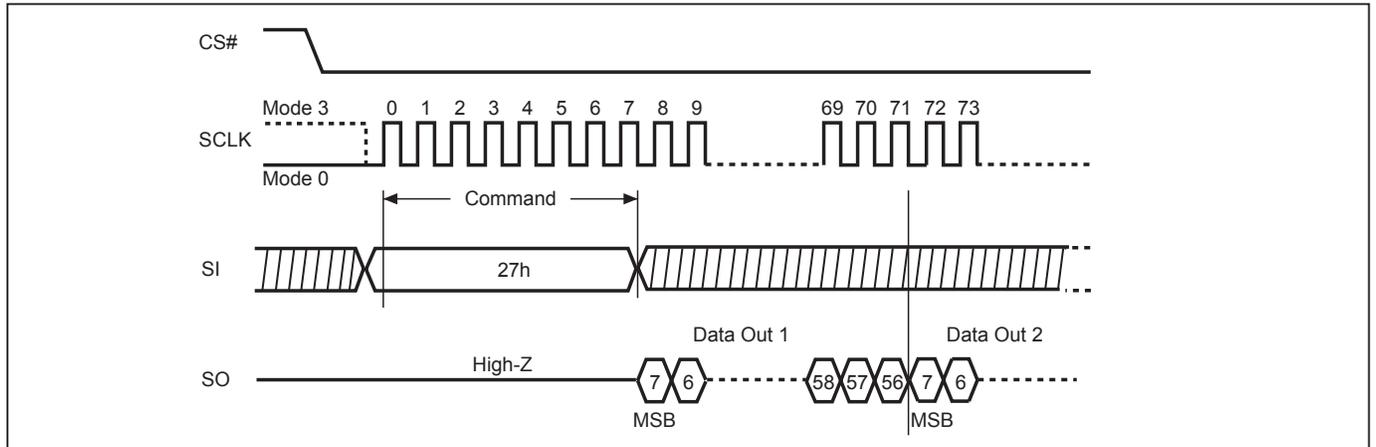 CS#
Mode 3 0 1 2 3 4 5 6 7 8 9 69 70 71 72 73
SCLK
Mode 0
Command
SI 27h
Data Out 1 Data Out 2
High-Z
SO 7 6 58 57 56 7 6
MSB MSB